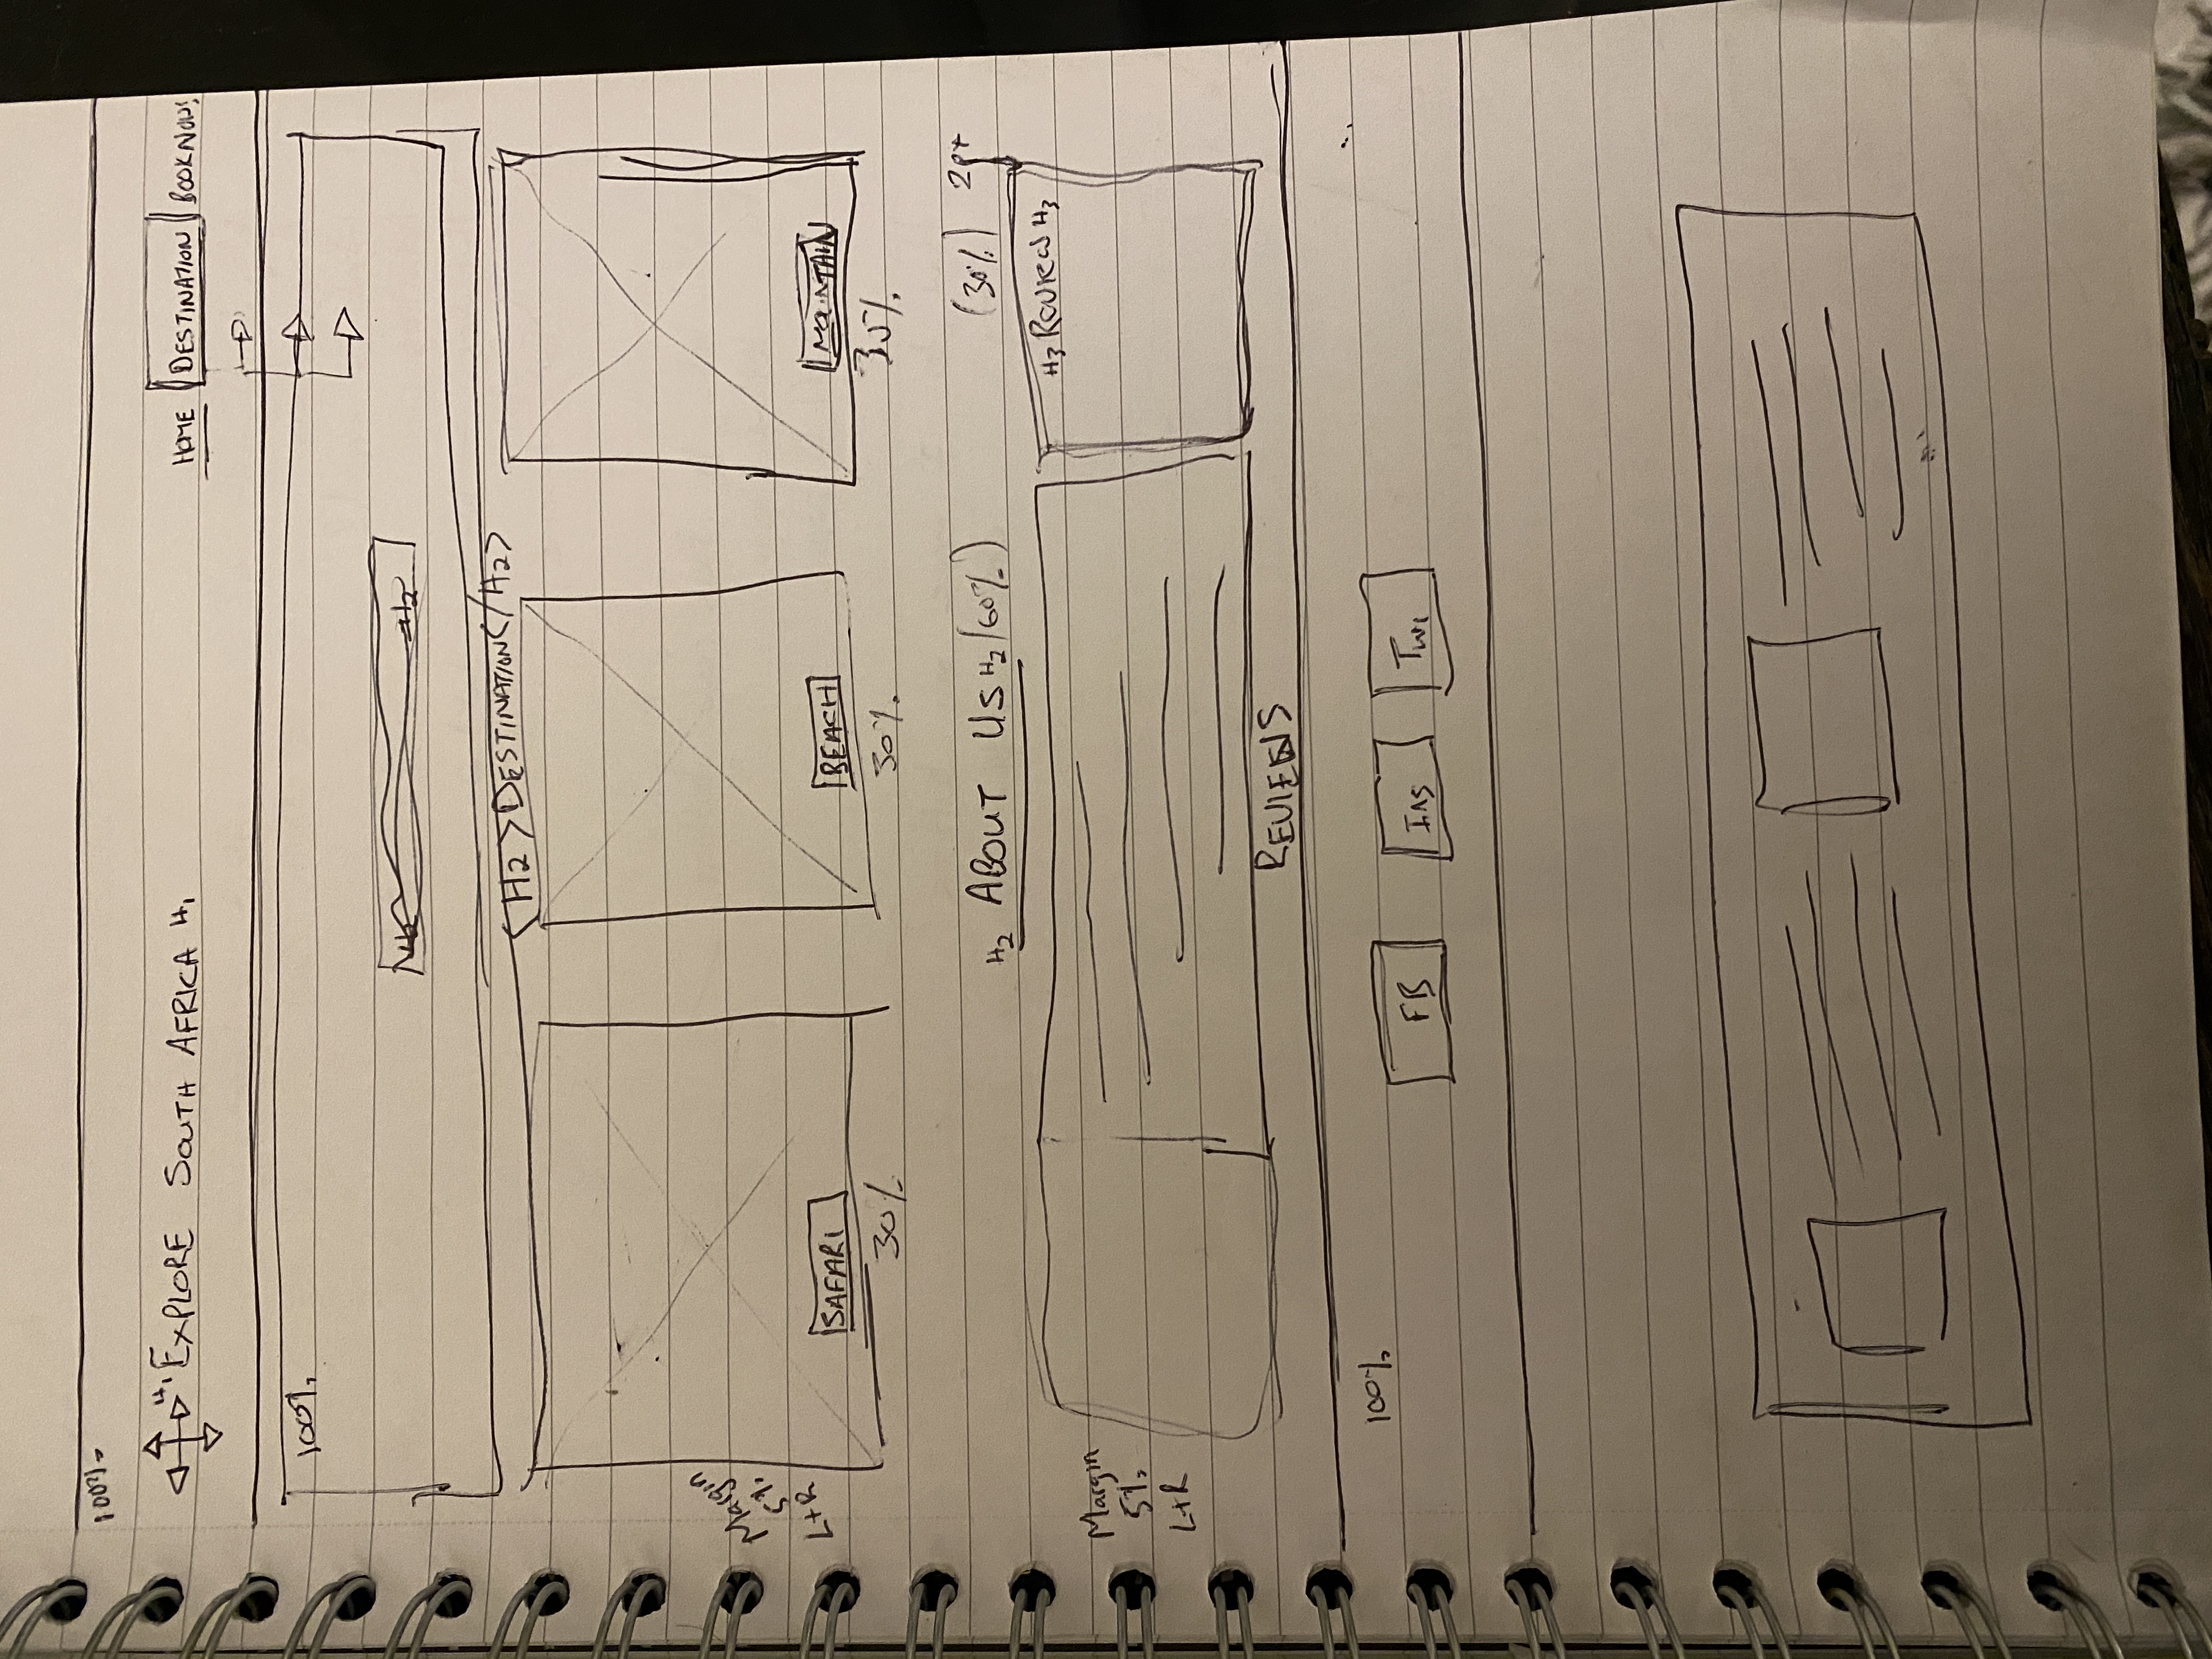 100%
H1 EXPLORE SOUTH AFRICA H1
HOME DESTINATION BOOK NOW!
100%
H2 H2
<H2> DESTINATION </H2>
Margin
5%
L+R
SAFARI BEACH MOUNTAIN
30% 30% 35%
H2 ABOUT US H2 (60%) (30%) 2pt
H3 REVIEW H3
Margin
5%
L+R
REVIEWS
100%
FB INS Twi